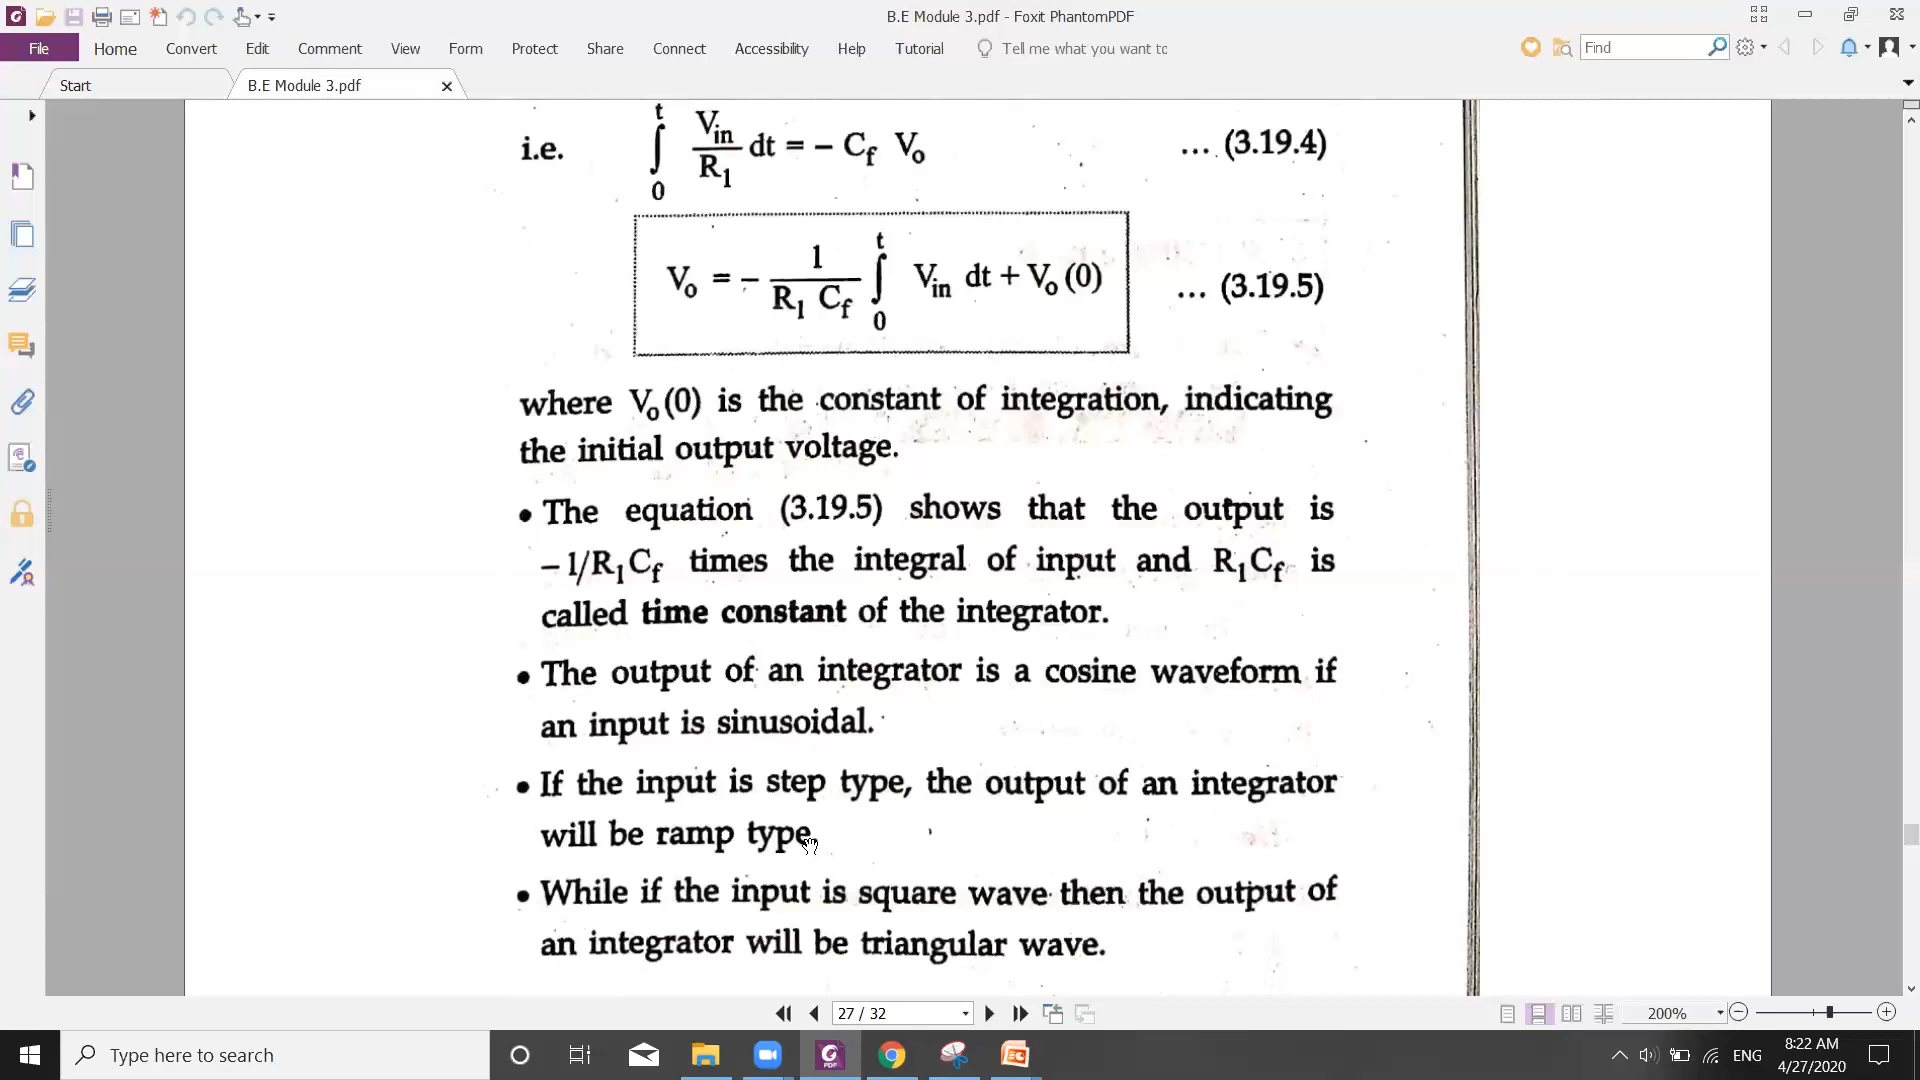 B.E Module 3.pdf - Foxit PhantomPDF
File Home Convert Edit Comment View Form Protect Share Connect Accessibility Help Tutorial Tell me what you want to Find
Start B.E Module 3.pdf
i.e. ∫₀ᵗ Vin/R₁ dt = − Cf Vo ... (3.19.4)
Vo = − 1/(R₁ Cf) ∫₀ᵗ Vin dt + Vo (0) ... (3.19.5)
where Vo (0) is the constant of integration, indicating
the initial output voltage.
• The equation (3.19.5) shows that the output is
− 1/R₁Cf times the integral of input and R₁Cf is
called time constant of the integrator.
• The output of an integrator is a cosine waveform if
an input is sinusoidal.
• If the input is step type, the output of an integrator
will be ramp type.
• While if the input is square wave then the output of
an integrator will be triangular wave.
27 / 32 200%
Type here to search ENG 8:22 AM
4/27/2020